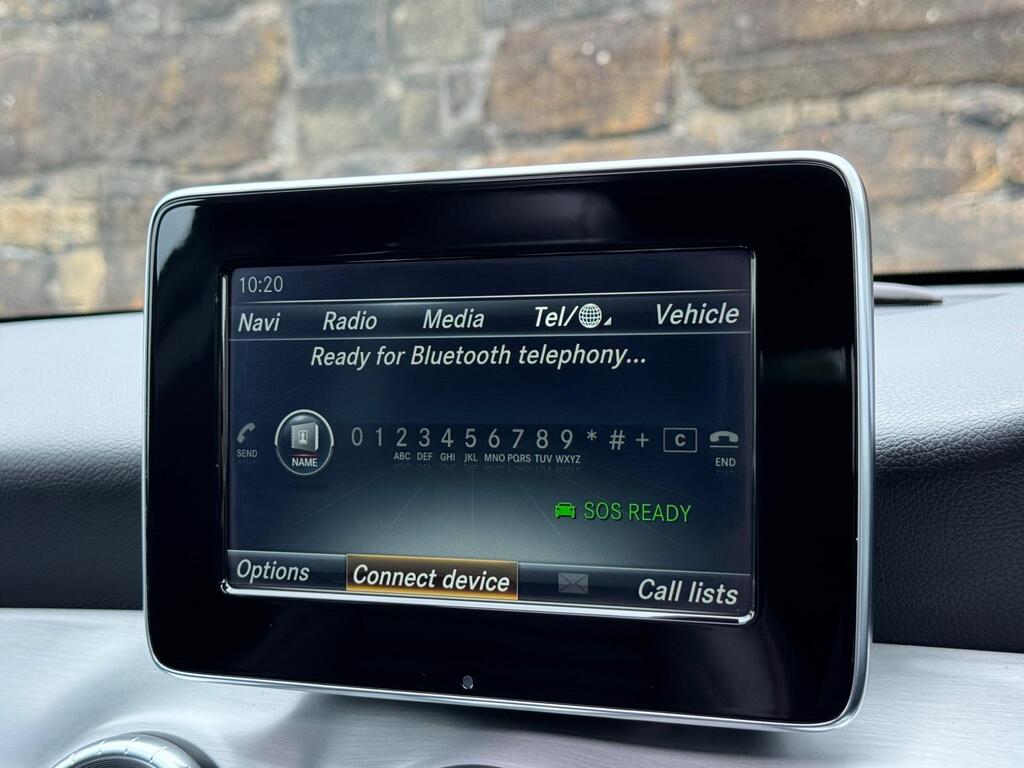 10:20
Navi Radio Media Tel/ Vehicle
Ready for Bluetooth telephony...
0 1 2 3 4 5 6 7 8 9 * # + C
SEND NAME ABC DEF GHI JKL MNO PQRS TUV WXYZ END
SOS READY
Options Connect device Call lists